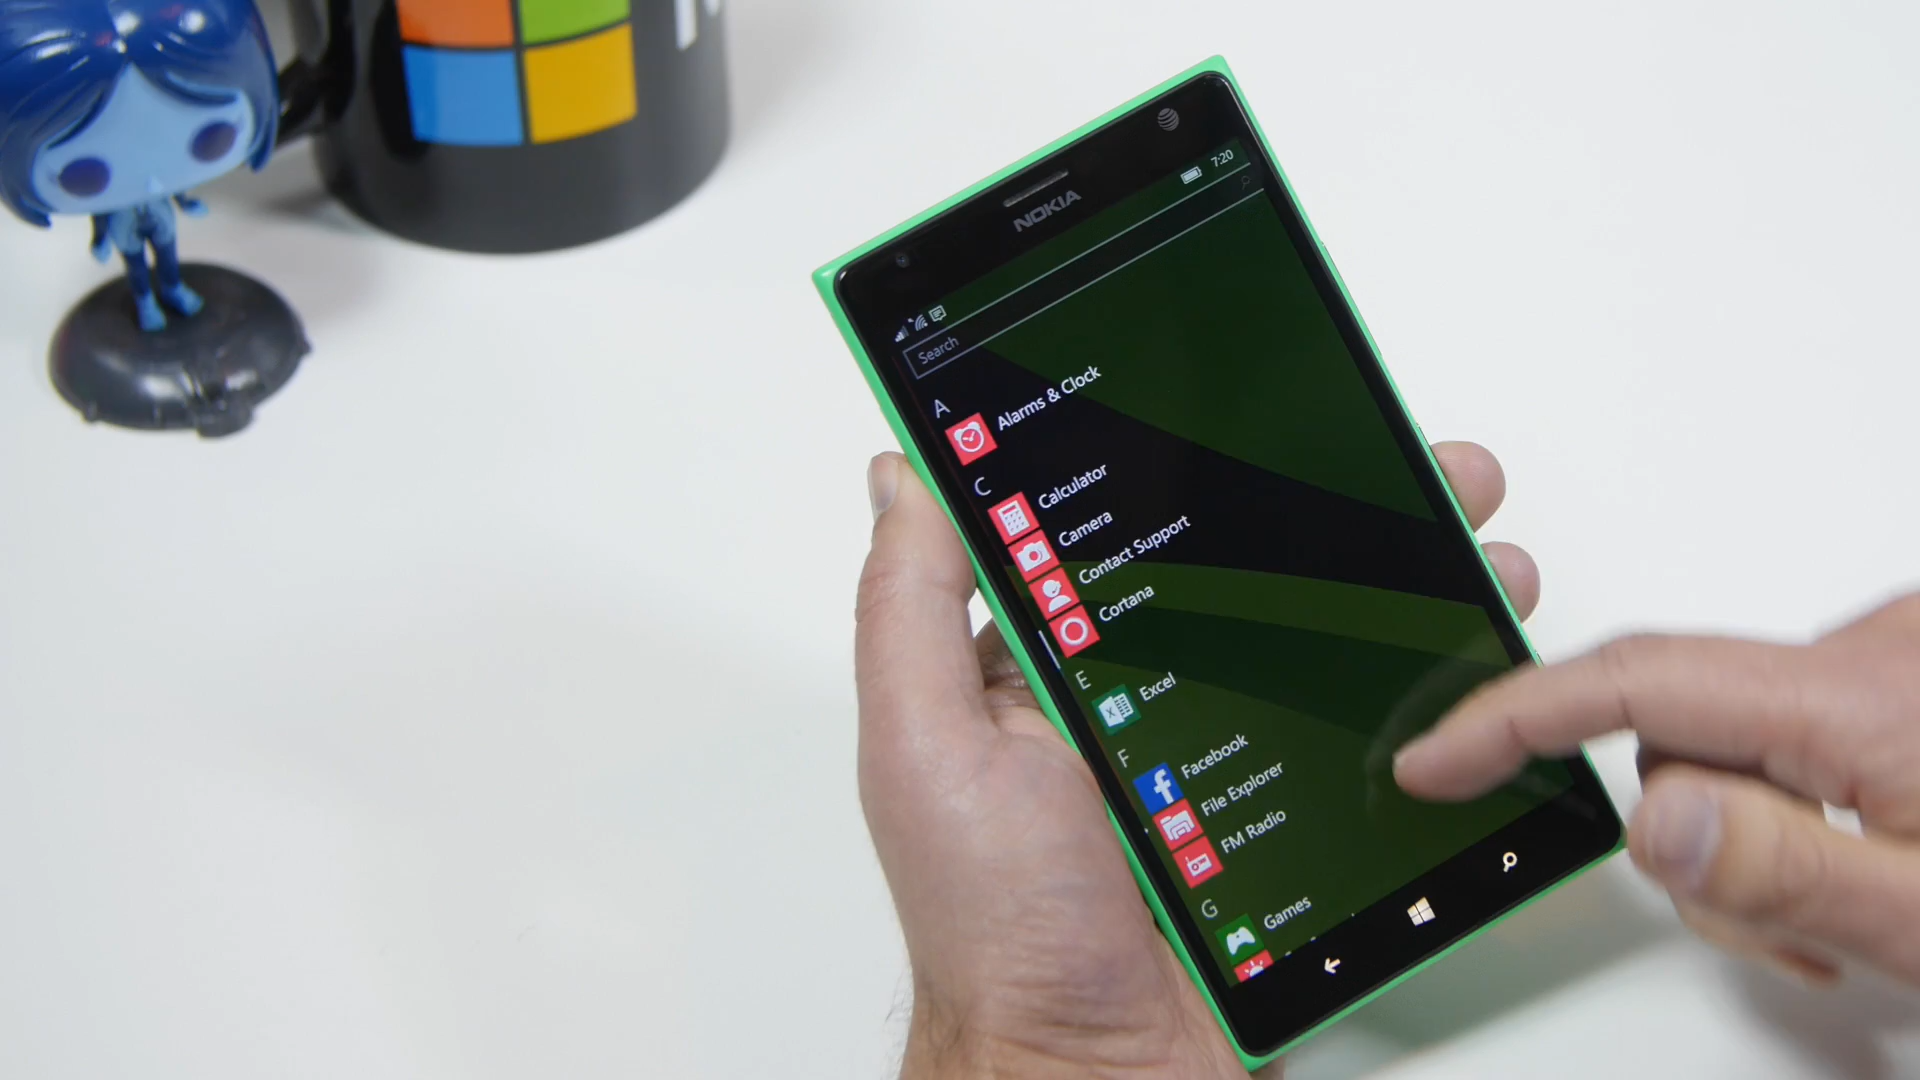 NOKIA
7:20
Search
A
Alarms & Clock
C
Calculator
Camera
Contact Support
Cortana
E
Excel
F
Facebook
File Explorer
FM Radio
G
Games